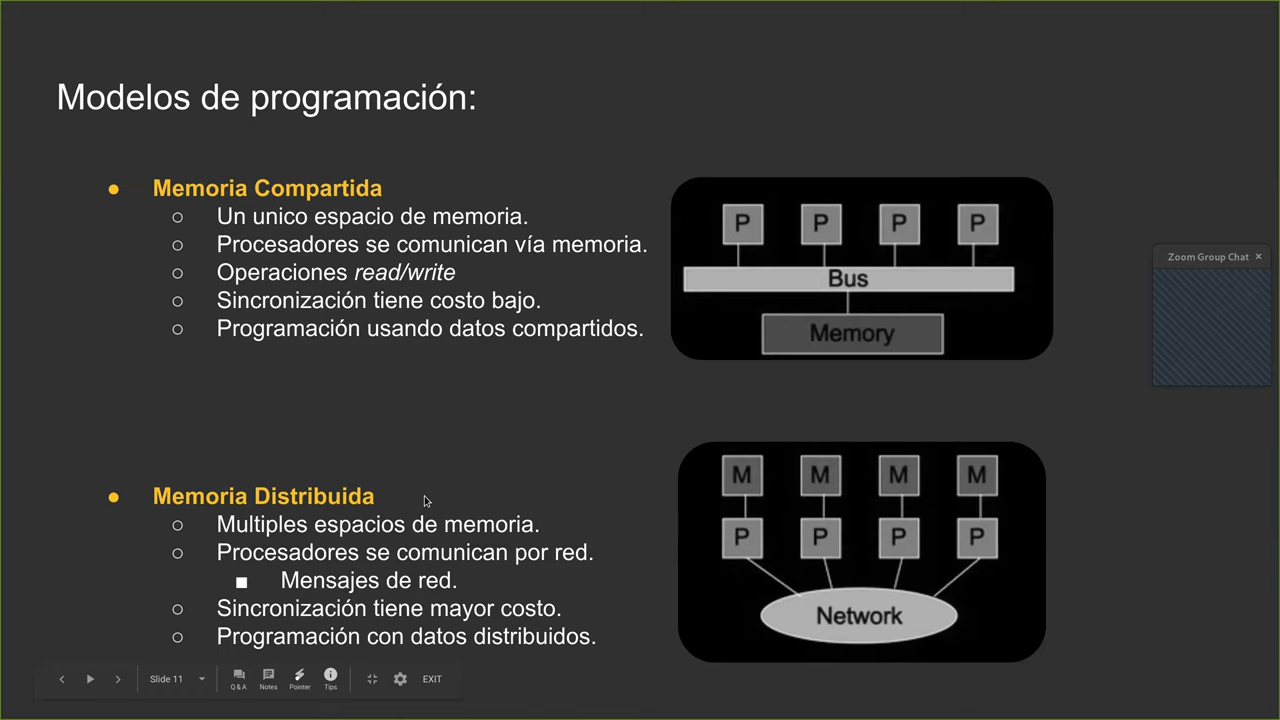 Modelos de programación:
● Memoria Compartida
○ Un unico espacio de memoria.
○ Procesadores se comunican vía memoria.
○ Operaciones read/write
○ Sincronización tiene costo bajo.
○ Programación usando datos compartidos.
P P P P
Bus
Memory
Zoom Group Chat ×
● Memoria Distribuida
○ Multiples espacios de memoria.
○ Procesadores se comunican por red.
■ Mensajes de red.
○ Sincronización tiene mayor costo.
○ Programación con datos distribuidos.
M M M M
P P P P
Network
Slide 11
Q & A
Notes
Pointer
Tips
EXIT